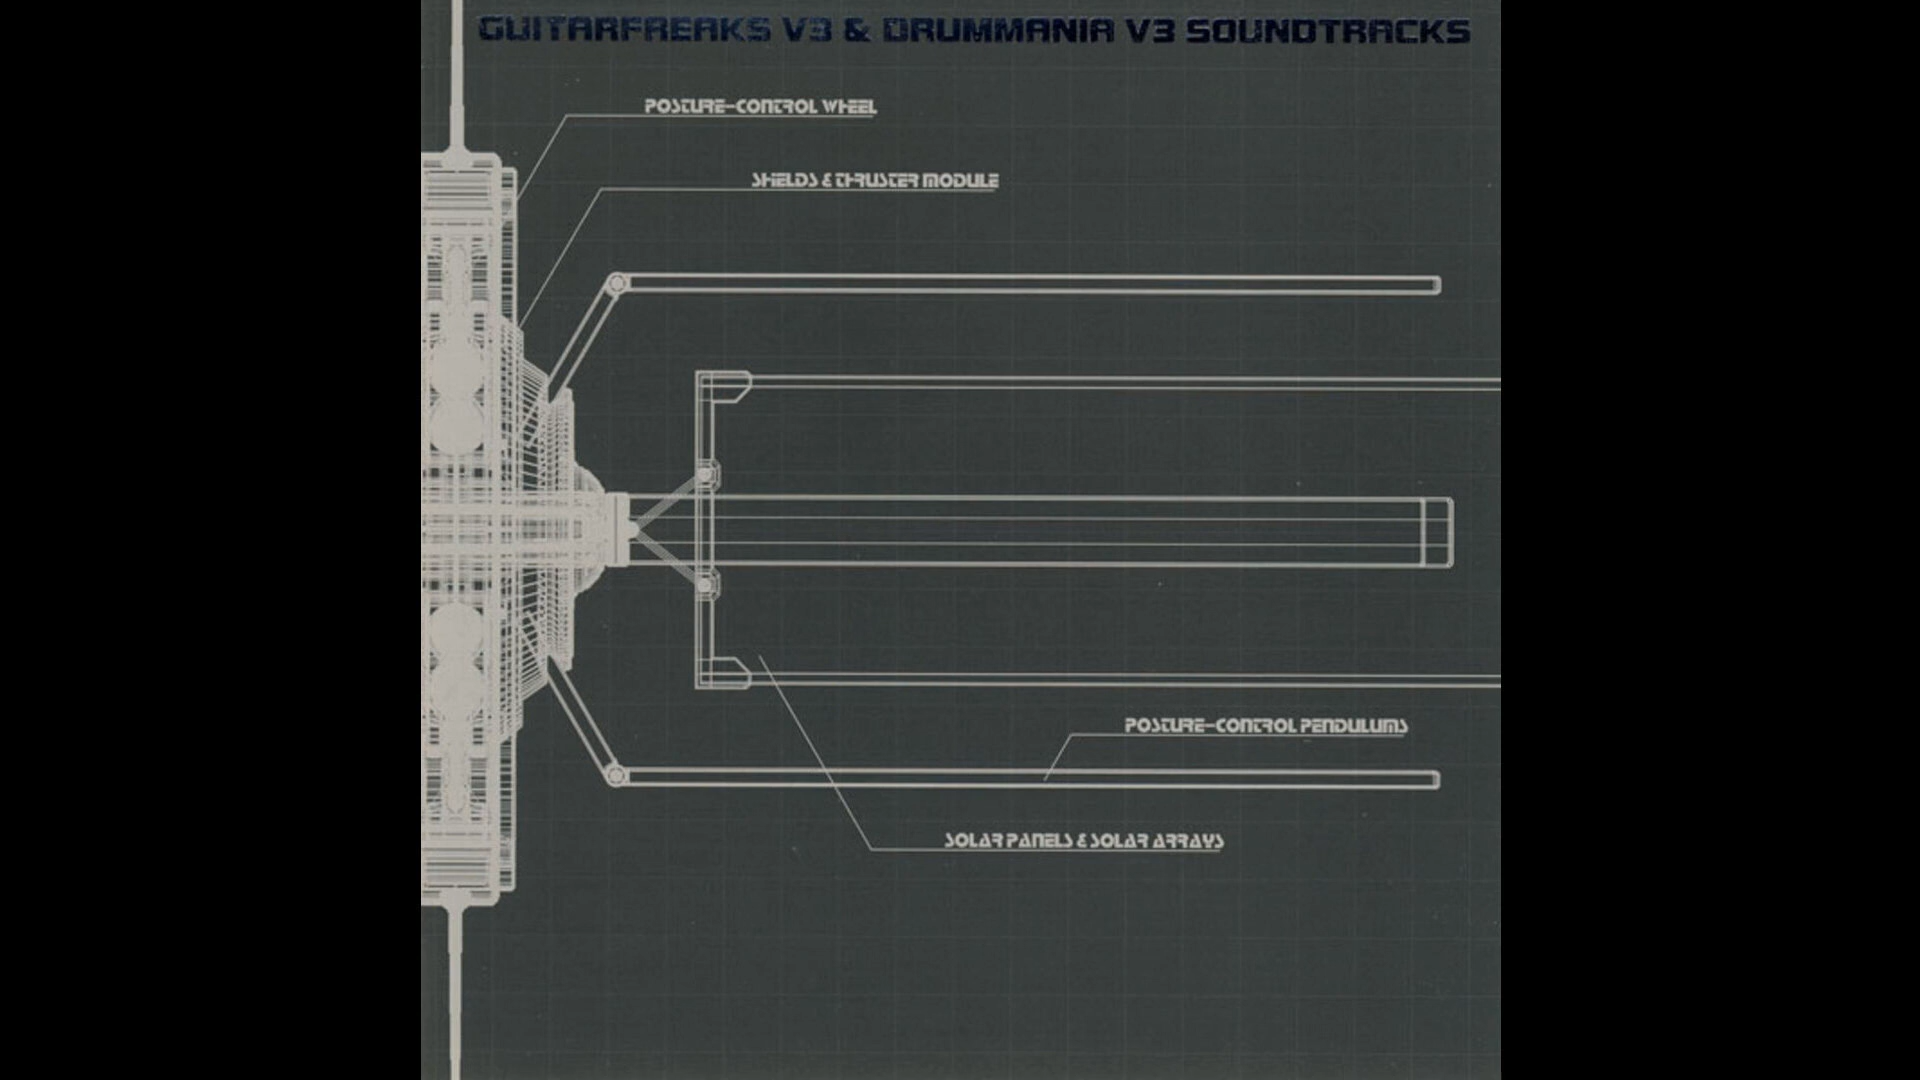 GUITARFREAKS V3 & DRUMMANIA V3 SOUNDTRACKS
POSTURE-CONTROL WHEEL
SHIELDS & THRUSTER MODULE
POSTURE-CONTROL PENDULUMS
SOLAR PANELS & SOLAR ARRAYS